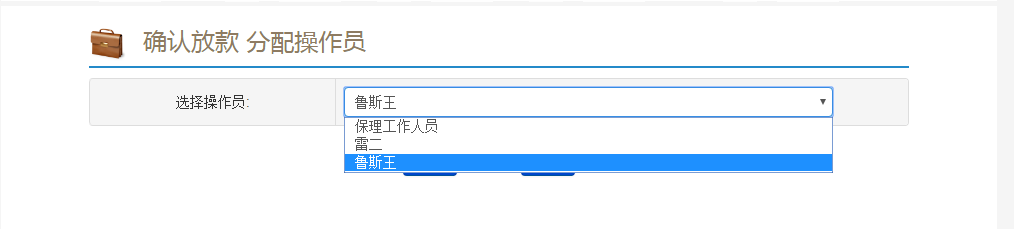 确认放款 分配操作员
选择操作员:
鲁斯王
保理工作人员
雷二
鲁斯王